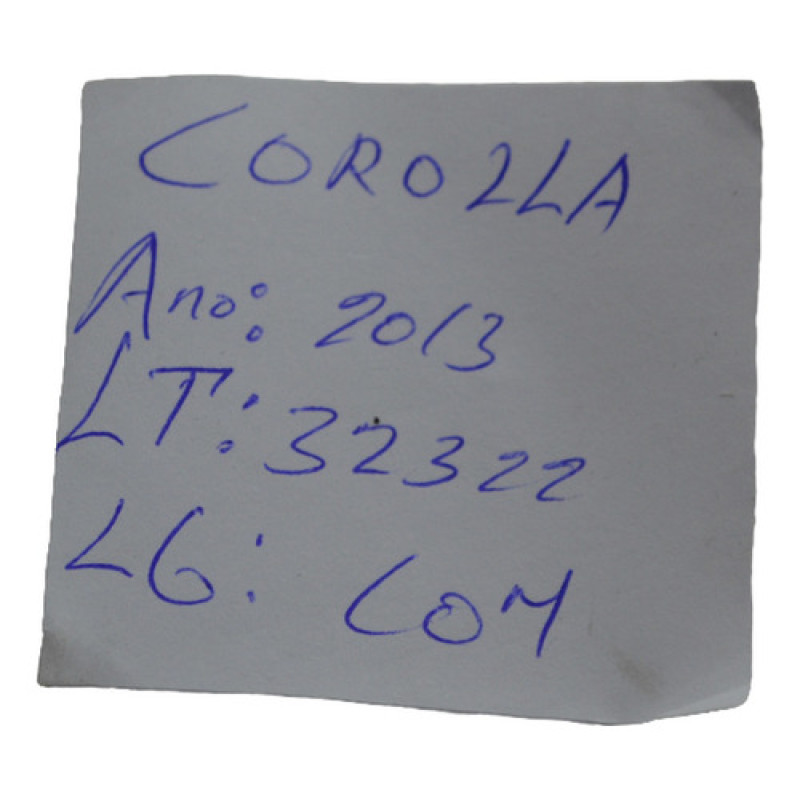 COROLLA
Ano: 2013
LT: 32322
LG: COM